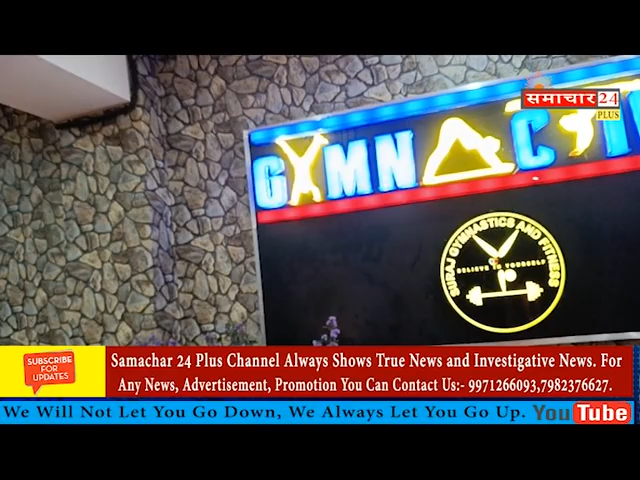 समाचार 24
PLUS
GYMNAC
SURAJ GYMNASTICS AND FITNESS
BELIEVE IN YOURSELF
SUBSCRIBE
FOR
UPDATES
Samachar 24 Plus Channel Always Shows True News and Investigative News. For
Any News, Advertisement, Promotion You Can Contact Us:- 9971266093,7982376627.
We Will Not Let You Go Down, We Always Let You Go Up. YouTube